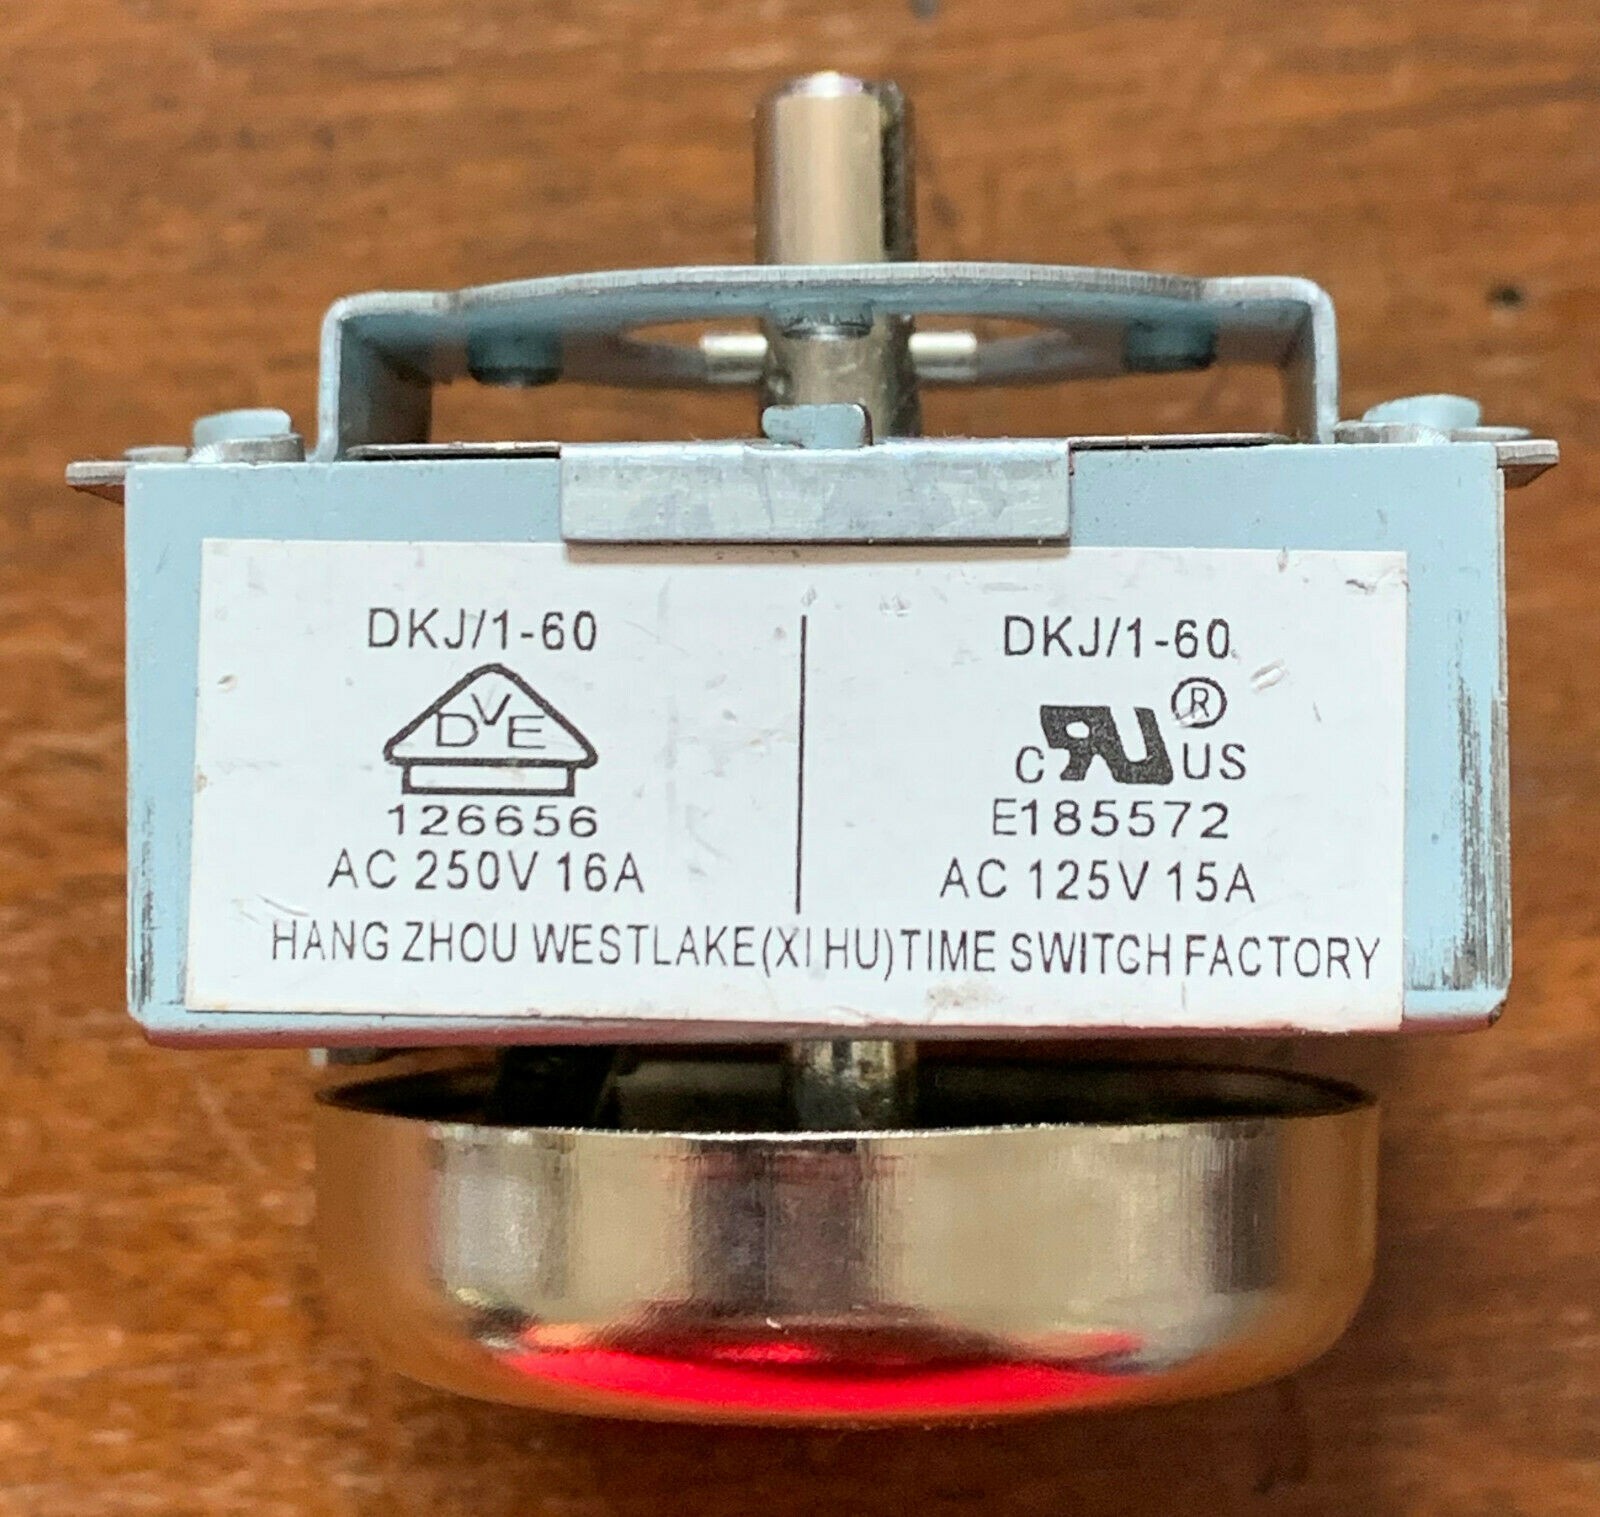 DKJ/1-60
DVE
126656
AC 250V 16A
DKJ/1-60
®
C RU US
E185572
AC 125V 15A
HANG ZHOU WESTLAKE(XI HU)TIME SWITCH FACTORY